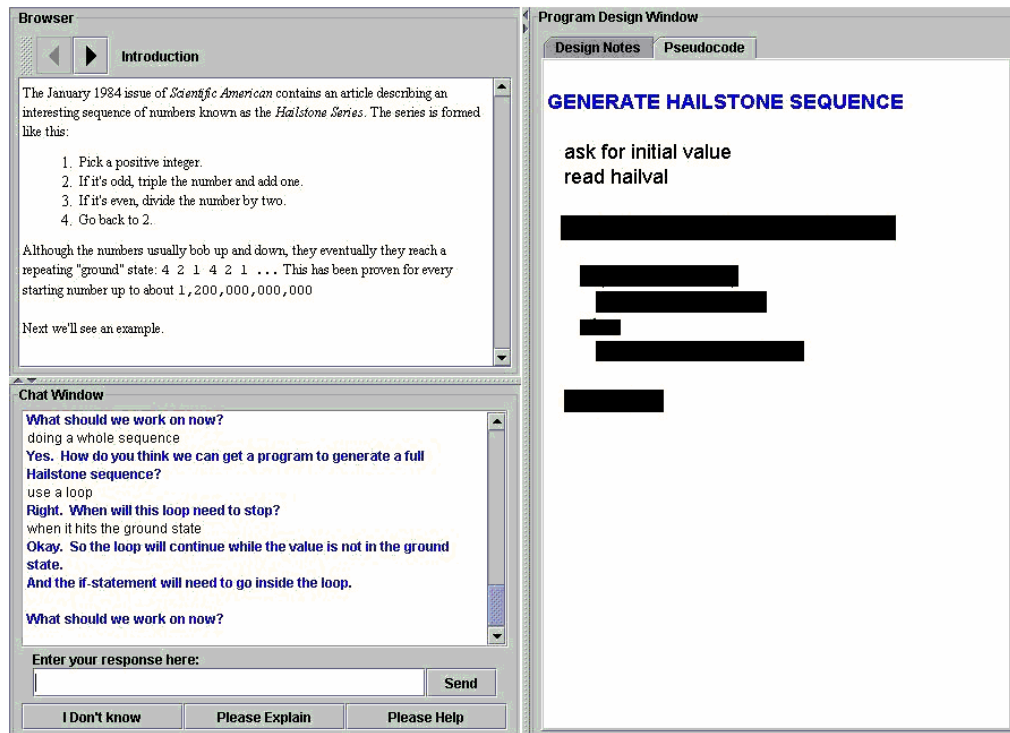 Browser
Introduction
The January 1984 issue of Scientific American contains an article describing an
interesting sequence of numbers known as the Hailstone Series. The series is formed
like this:
1. Pick a positive integer.
2. If it's odd, triple the number and add one.
3. If it's even, divide the number by two.
4. Go back to 2.
Although the numbers usually bob up and down, they eventually they reach a
repeating "ground" state: 4 2 1 4 2 1 ... This has been proven for every
starting number up to about 1,200,000,000,000
Next we'll see an example.
Chat Window
What should we work on now?
doing a whole sequence
Yes. How do you think we can get a program to generate a full
Hailstone sequence?
use a loop
Right. When will this loop need to stop?
when it hits the ground state
Okay. So the loop will continue while the value is not in the ground
state.
And the if-statement will need to go inside the loop.
What should we work on now?
Enter your response here:
Send
I Don't know Please Explain Please Help
Program Design Window
Design Notes Pseudocode
GENERATE HAILSTONE SEQUENCE
ask for initial value
read hailval